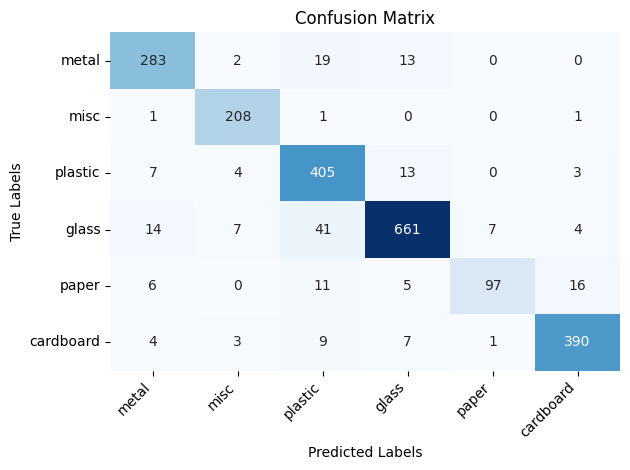 Confusion Matrix
True Labels
metal 283 2 19 13 0 0
misc 1 208 1 0 0 1
plastic 7 4 405 13 0 3
glass 14 7 41 661 7 4
paper 6 0 11 5 97 16
cardboard 4 3 9 7 1 390
metal misc plastic glass paper cardboard
Predicted Labels